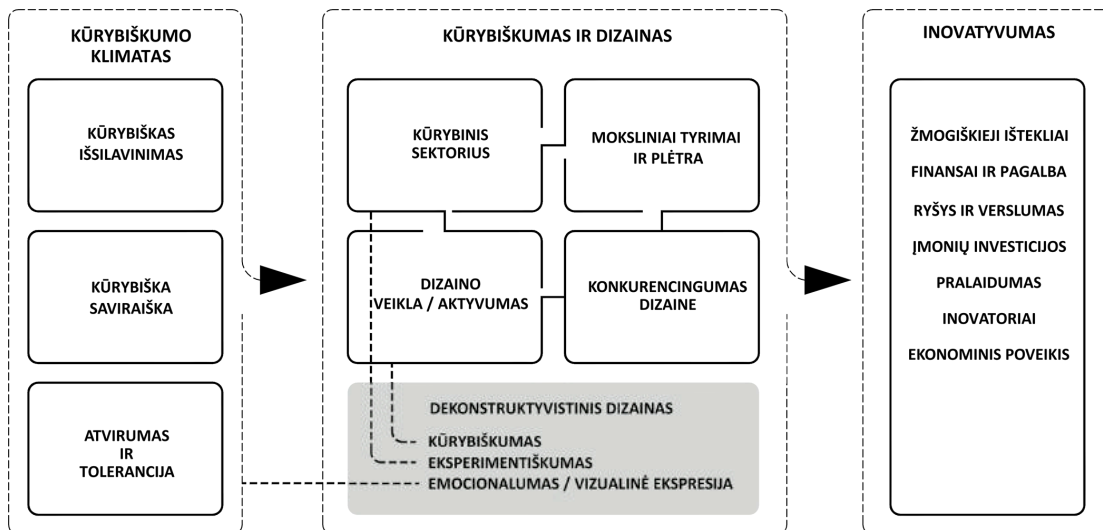 KŪRYBIŠKUMO
KLIMATAS
KŪRYBIŠKAS
IŠSILAVINIMAS
KŪRYBIŠKA
SAVIRAIŠKA
ATVIRUMAS
IR
TOLERANCIJA
KŪRYBIŠKUMAS IR DIZAINAS
KŪRYBINIS
SEKTORIUS
MOKSLINIAI TYRIMAI
IR PLĖTRA
DIZAINO
VEIKLA / AKTYVUMAS
KONKURENCINGUMAS
DIZAINE
DEKONSTRUKTYVISTINIS DIZAINAS
KŪRYBIŠKUMAS
EKSPERIMENTIŠKUMAS
EMOCIONALUMAS / VIZUALINĖ EKSPRESIJA
INOVATYVUMAS
ŽMOGIŠKIEJI IŠTEKLIAI
FINANSAI IR PAGALBA
RYŠYS IR VERSLUMAS
ĮMONIŲ INVESTICIJOS
PRALAIDUMAS
INOVATORIAI
EKONOMINIS POVEIKIS